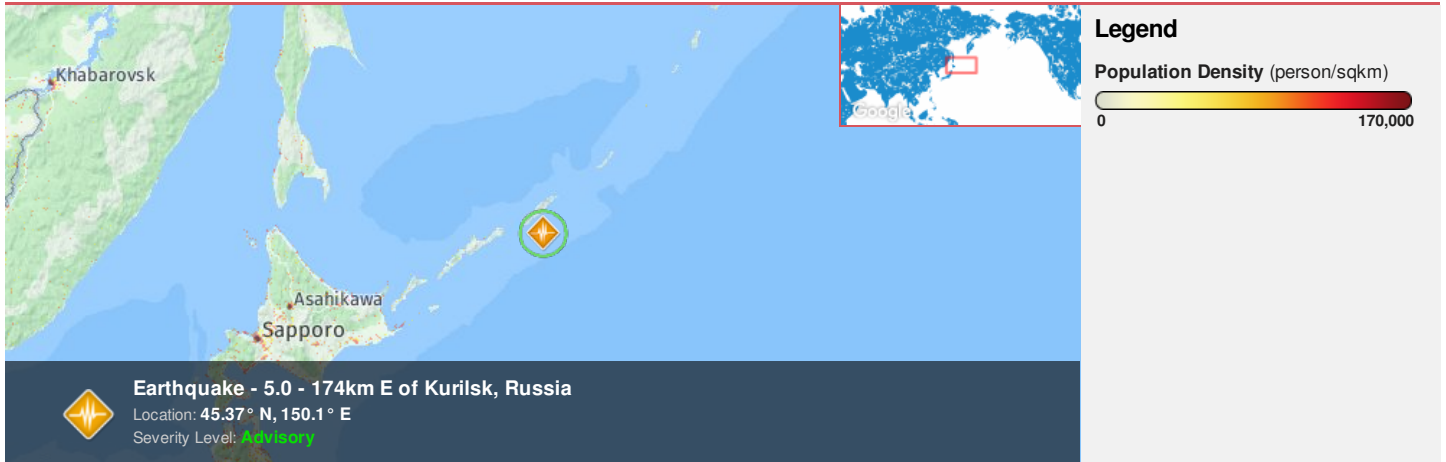 Khabarovsk
Asahikawa
Sapporo
Google
Earthquake - 5.0 - 174km E of Kurilsk, Russia
Location: 45.37° N, 150.1° E
Severity Level: Advisory
Legend
Population Density (person/sqkm)
0 170,000